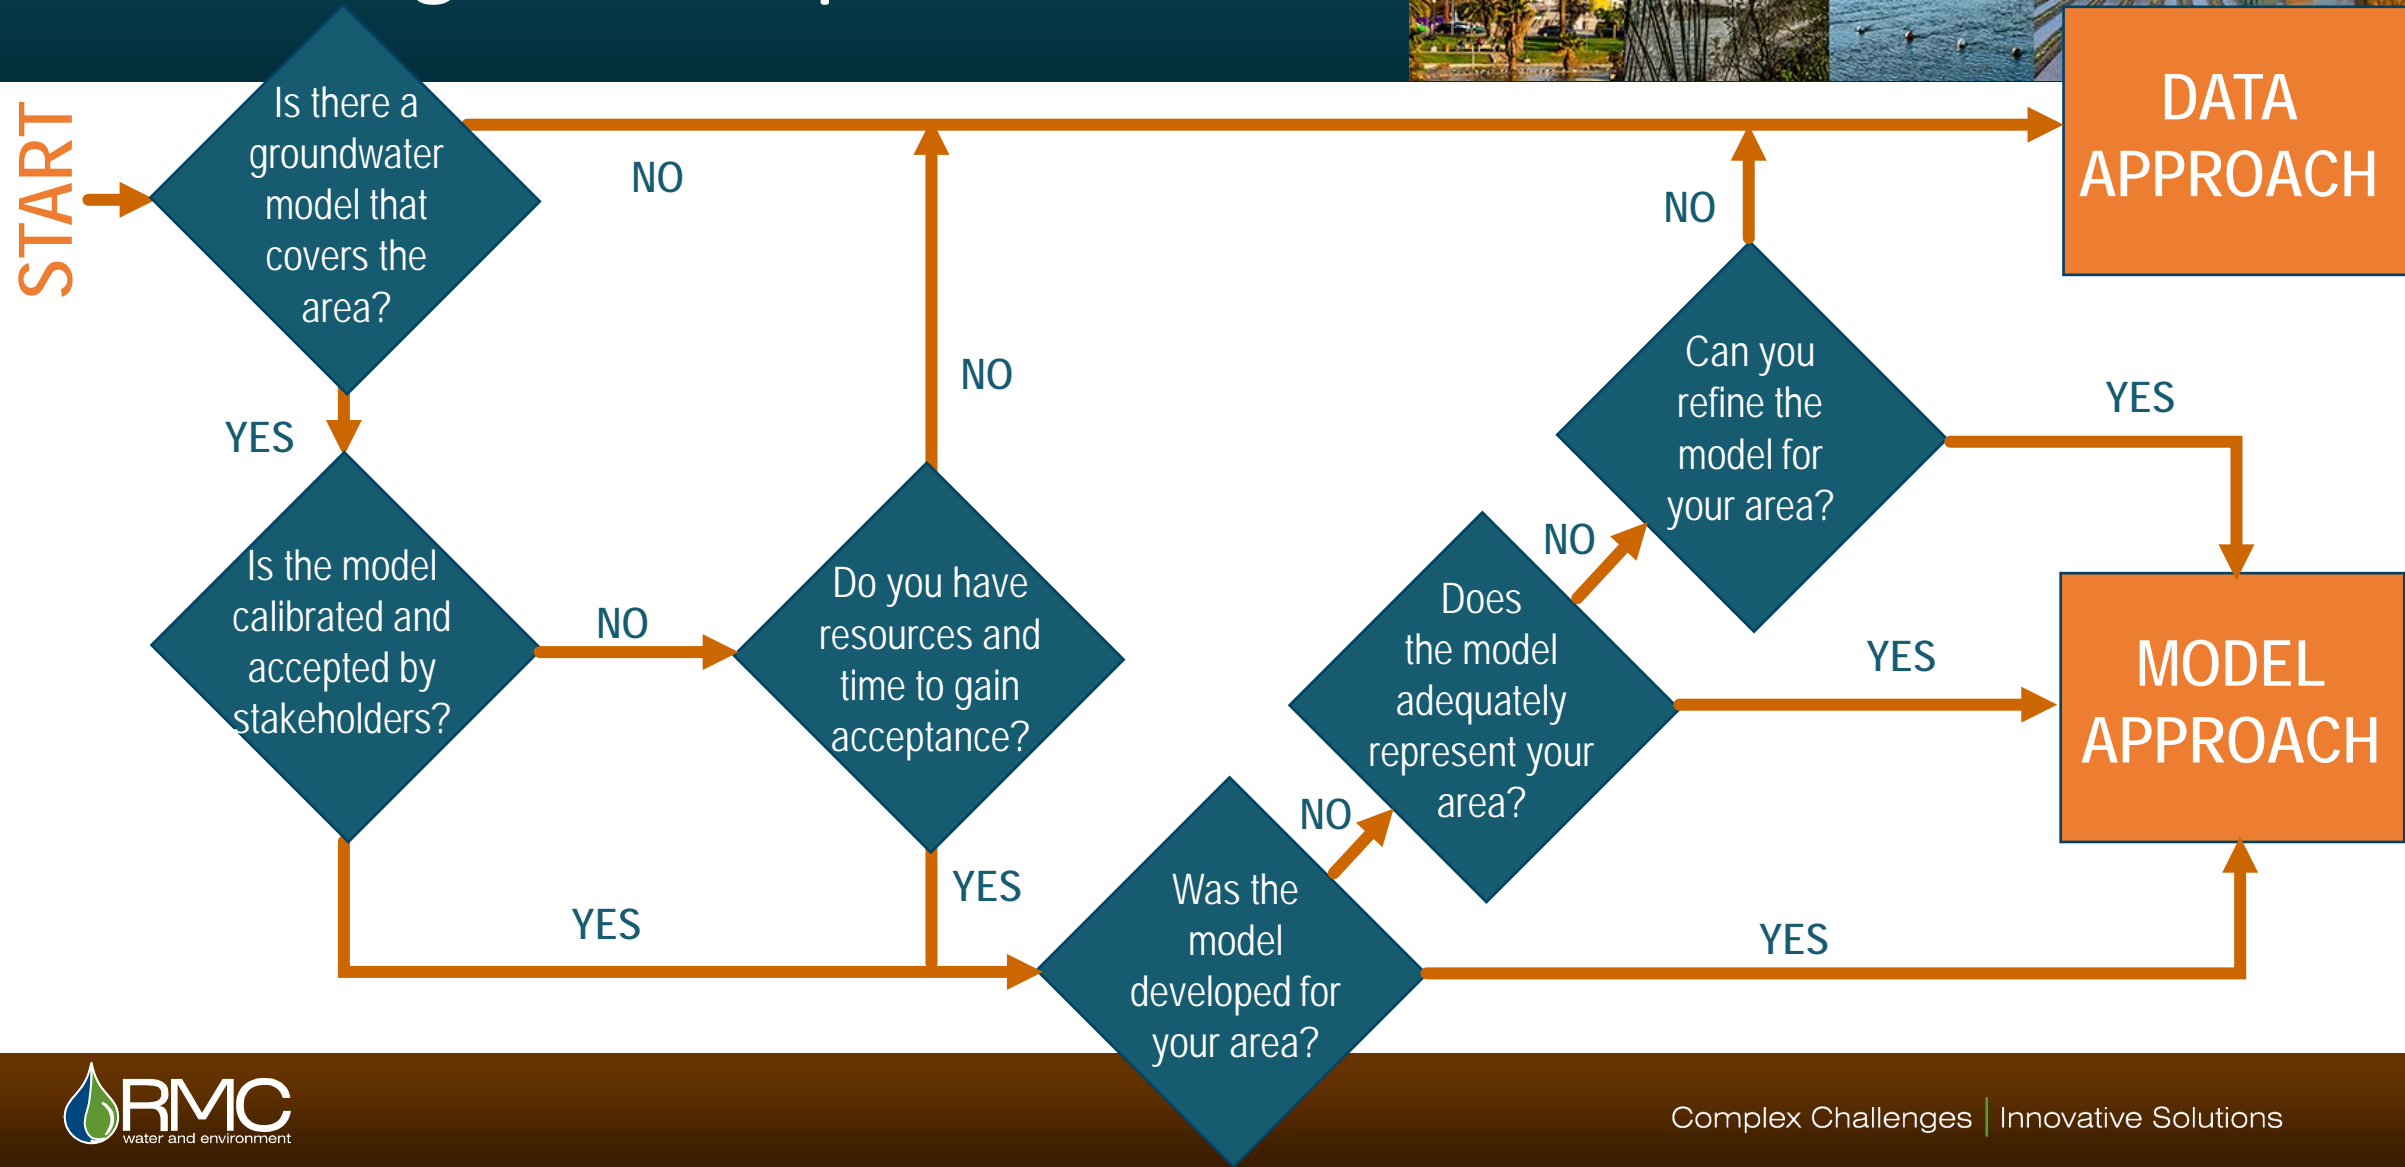 START
Is there a
groundwater
model that
covers the
area?
NO
DATA
APPROACH
YES
Is the model
calibrated and
accepted by
stakeholders?
NO
Do you have
resources and
time to gain
acceptance?
NO
YES
YES
Was the
model
developed for
your area?
NO
Does
the model
adequately
represent your
area?
NO
Can you
refine the
model for
your area?
NO
YES
YES
YES
MODEL
APPROACH
RMC
water and environment
Complex Challenges | Innovative Solutions